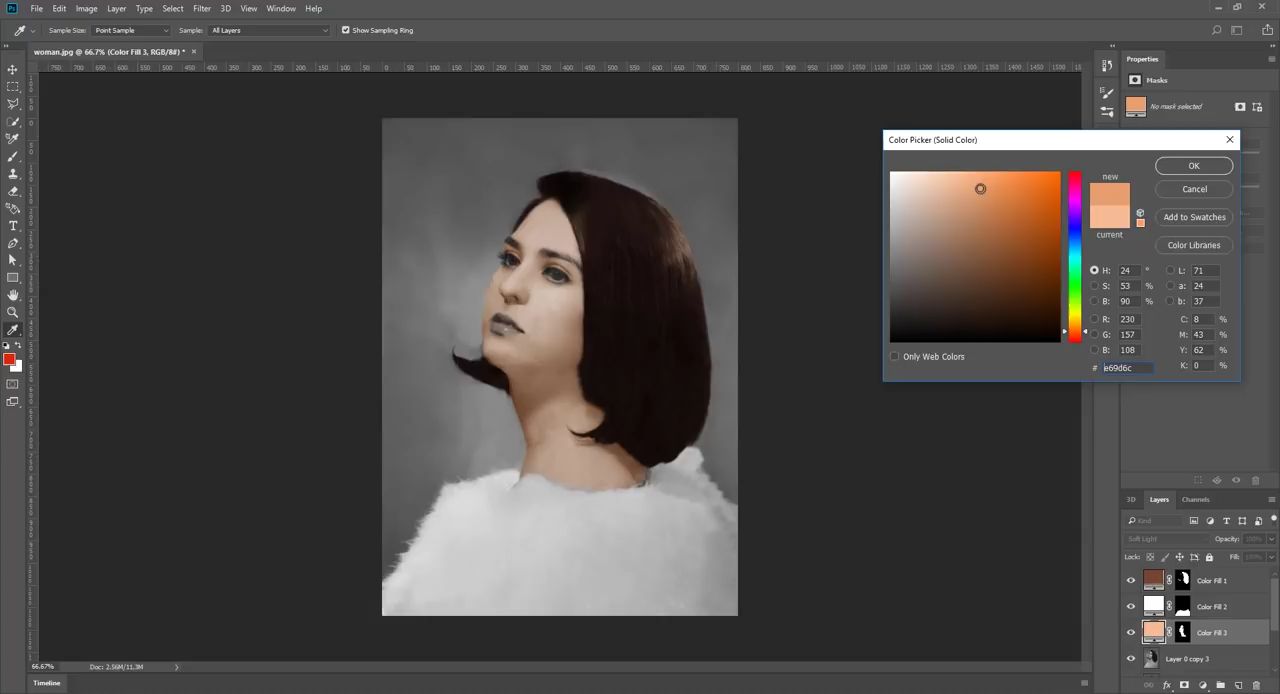 Ps File Edit Image Layer Type Select Filter 3D View Window Help
Sample Size: Point Sample Sample: All Layers Show Sampling Ring
woman.jpg @ 66.7% (Color Fill 3, RGB/8#) * ×
Properties
Masks
No mask selected
Color Picker (Solid Color)
new
current
OK
Cancel
Add to Swatches
Color Libraries
H: 24 ° L: 71
S: 53 % a: 24
B: 90 % b: 37
R: 230 C: 8 %
G: 157 M: 43 %
B: 108 Y: 62 %
# e69d6c K: 0 %
Only Web Colors
3D Layers Channels
Kind
Soft Light Opacity: 100%
Lock: Fill: 100%
Color Fill 1
Color Fill 2
Color Fill 3
Layer 0 copy 3
66.67% Doc: 2.56M/11.3M
Timeline